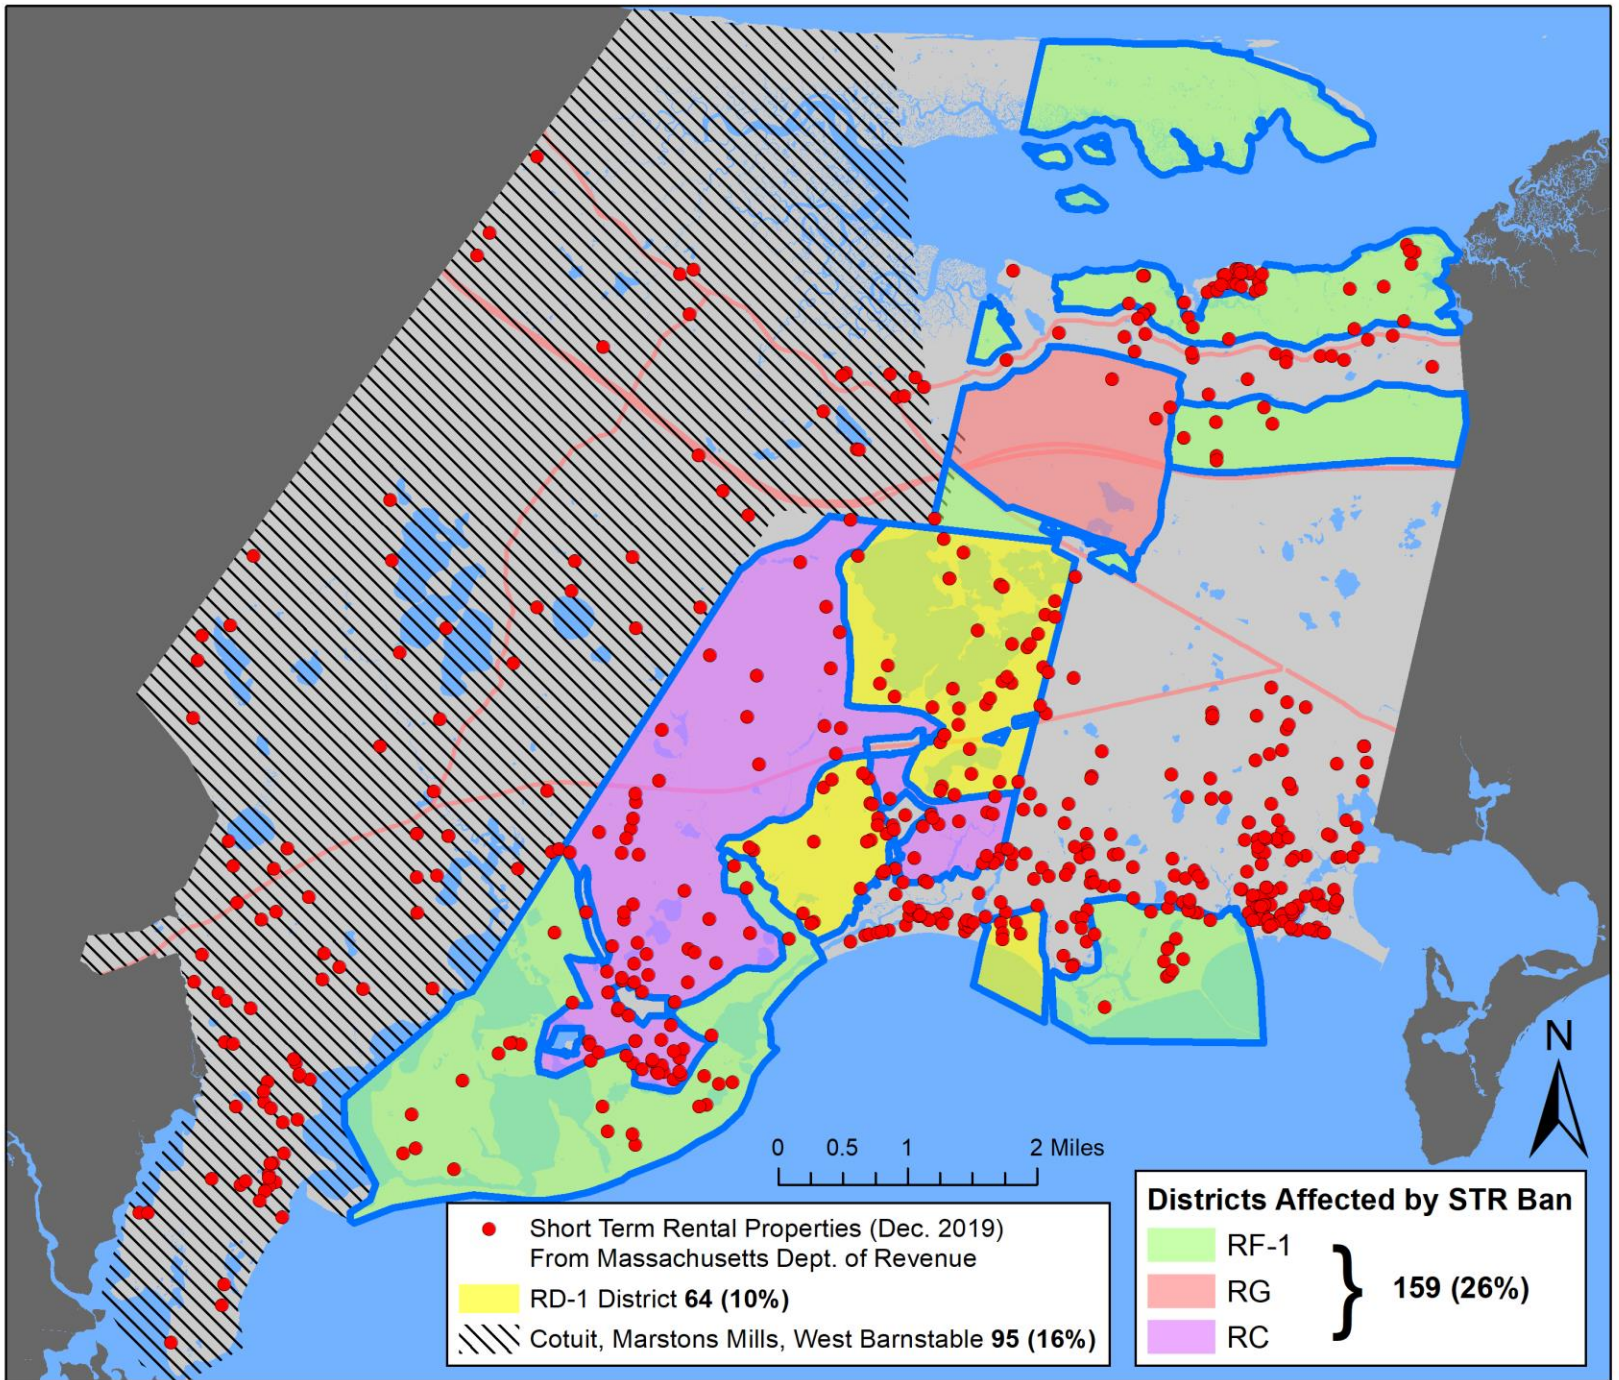 N
0 0.5 1 2 Miles
Short Term Rental Properties (Dec. 2019)
From Massachusetts Dept. of Revenue
RD-1 District 64 (10%)
Cotuit, Marstons Mills, West Barnstable 95 (16%)
Districts Affected by STR Ban
RF-1
RG
RC
} 159 (26%)